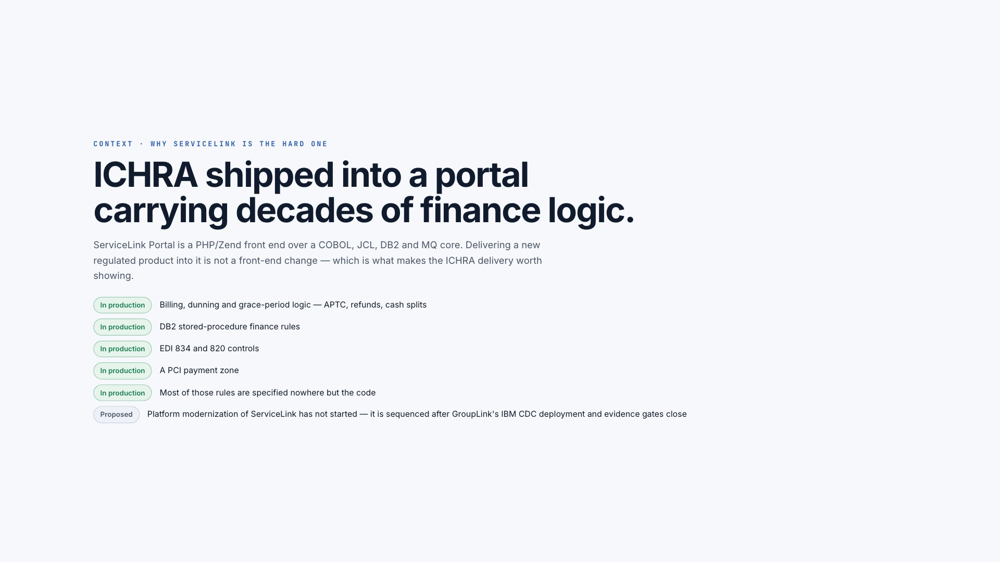 CONTEXT · WHY SERVICELINK IS THE HARD ONE
ICHRA shipped into a portal
carrying decades of finance logic.
ServiceLink Portal is a PHP/Zend front end over a COBOL, JCL, DB2 and MQ core. Delivering a new
regulated product into it is not a front-end change — which is what makes the ICHRA delivery worth
showing.
In production Billing, dunning and grace-period logic — APTC, refunds, cash splits
In production DB2 stored-procedure finance rules
In production EDI 834 and 820 controls
In production A PCI payment zone
In production Most of those rules are specified nowhere but the code
Proposed Platform modernization of ServiceLink has not started — it is sequenced after GroupLink's IBM CDC deployment and evidence gates close